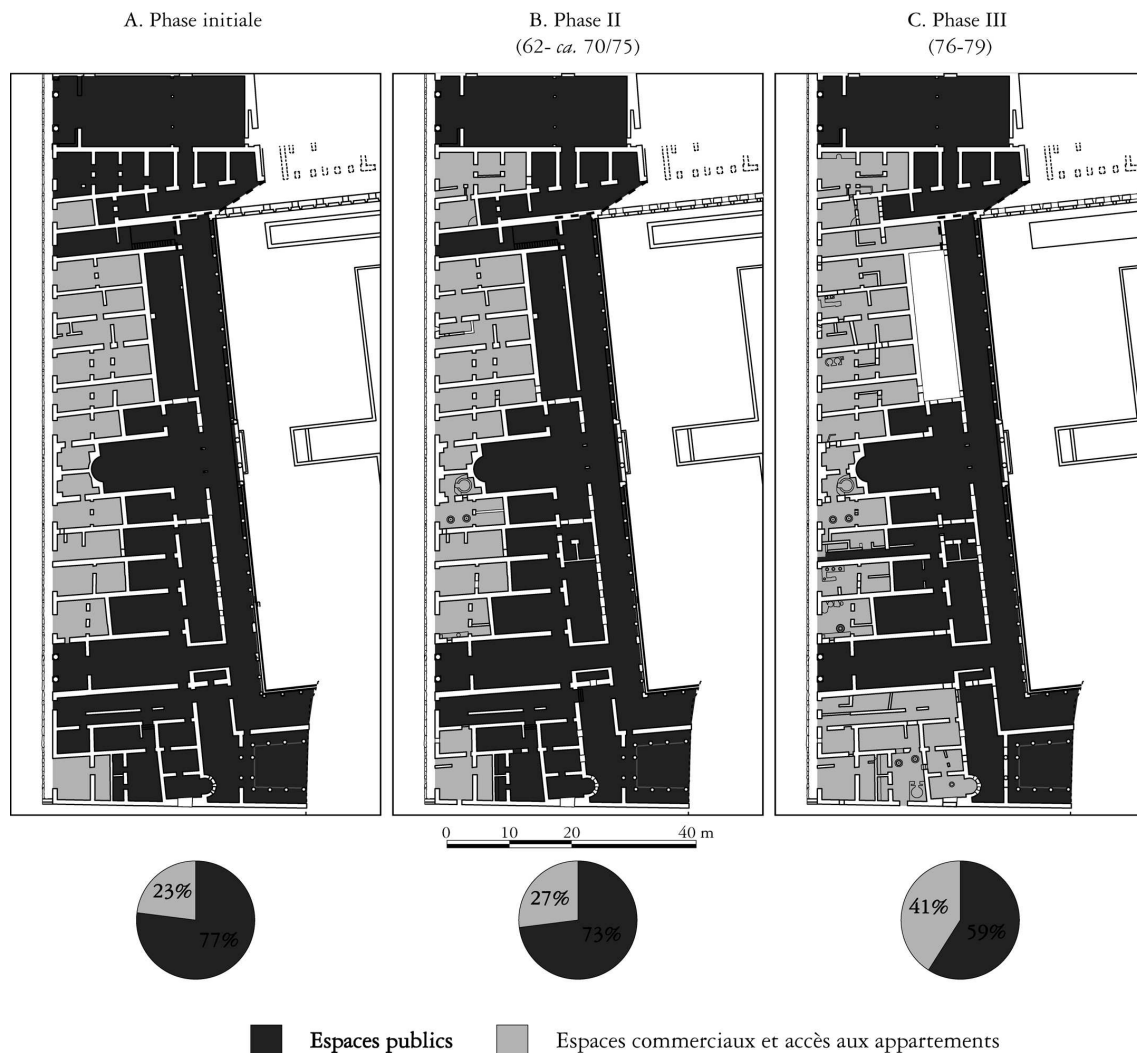 A. Phase initiale
B. Phase II
(62- ca. 70/75)
C. Phase III
(76-79)
0 10 20 40 m
23%
77%
27%
73%
41%
59%
Espaces publics
Espaces commerciaux et accès aux appartements